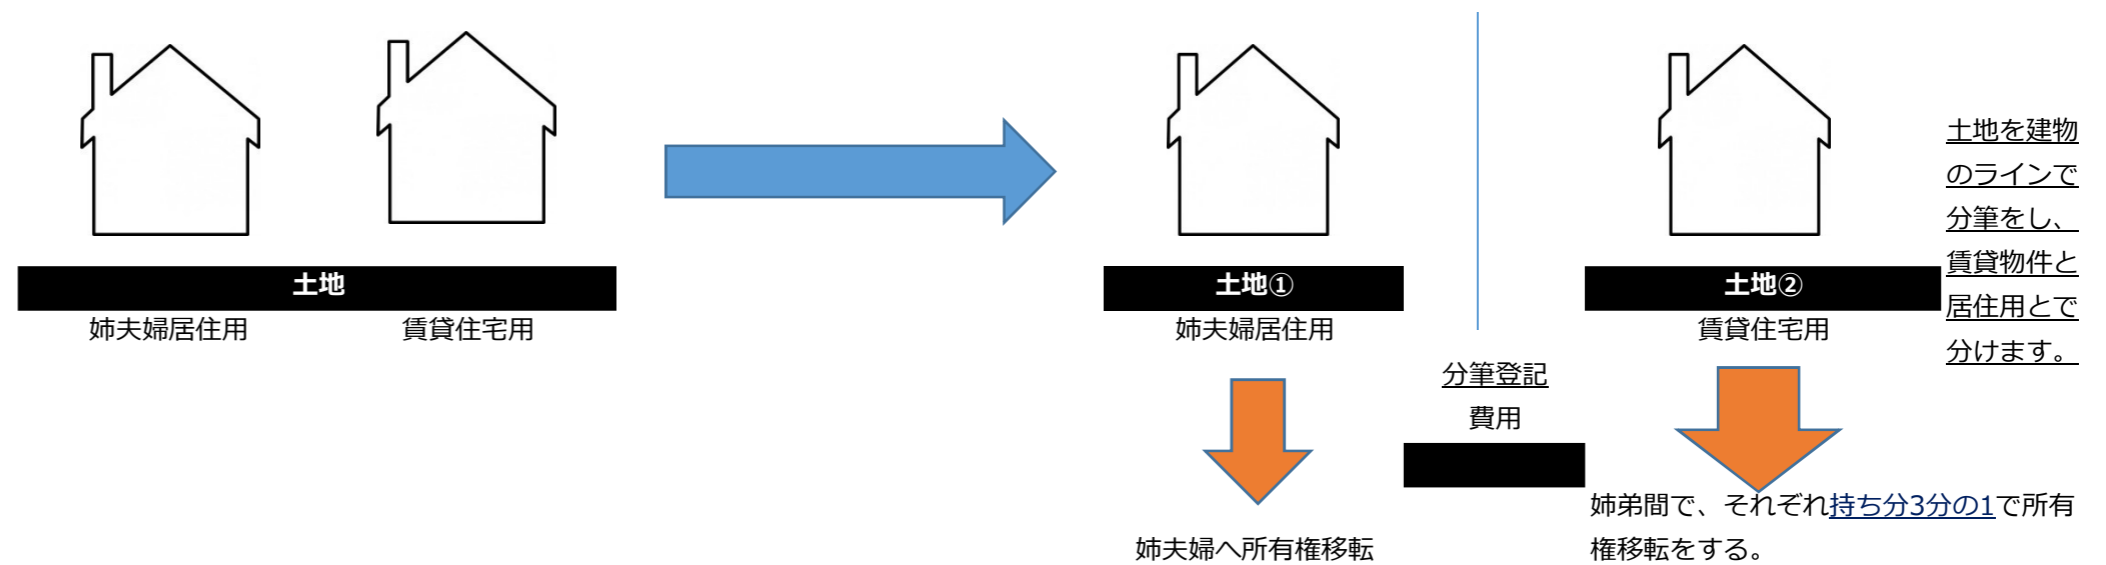 土地
姉夫婦居住用
賃貸住宅用
土地①
姉夫婦居住用
土地②
賃貸住宅用
土地を建物
のラインで
分筆をし、
賃貸物件と
居住用とで
分けます。
分筆登記
費用
姉夫婦へ所有権移転
姉弟間で、それぞれ持ち分3分の1で所有
権移転をする。